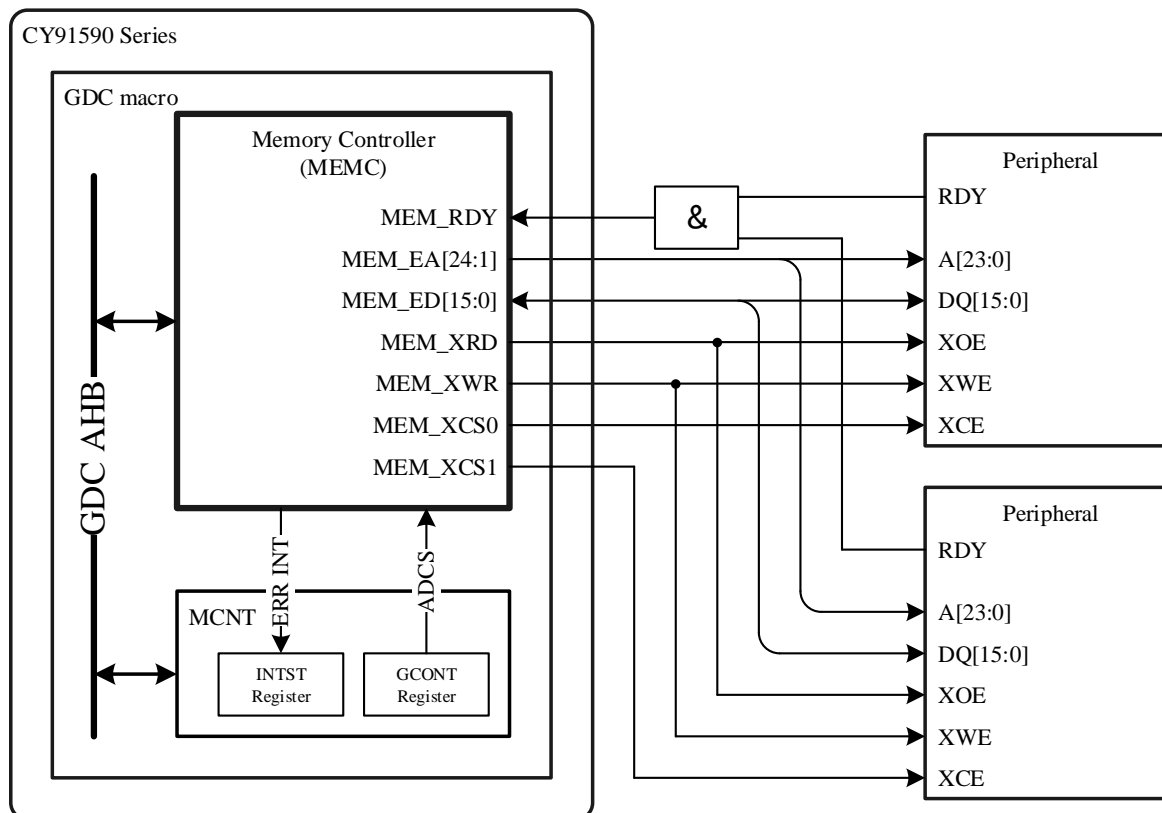 CY91590 Series
GDC macro
Memory Controller
(MEMC)
MEM_RDY
MEM_EA[24:1]
MEM_ED[15:0]
MEM_XRD
MEM_XWR
MEM_XCS0
MEM_XCS1
GDC AHB
ERR INT
ADCS
MCNT
INTST
Register
GCONT
Register
&
Peripheral
RDY
A[23:0]
DQ[15:0]
XOE
XWE
XCE
Peripheral
RDY
A[23:0]
DQ[15:0]
XOE
XWE
XCE